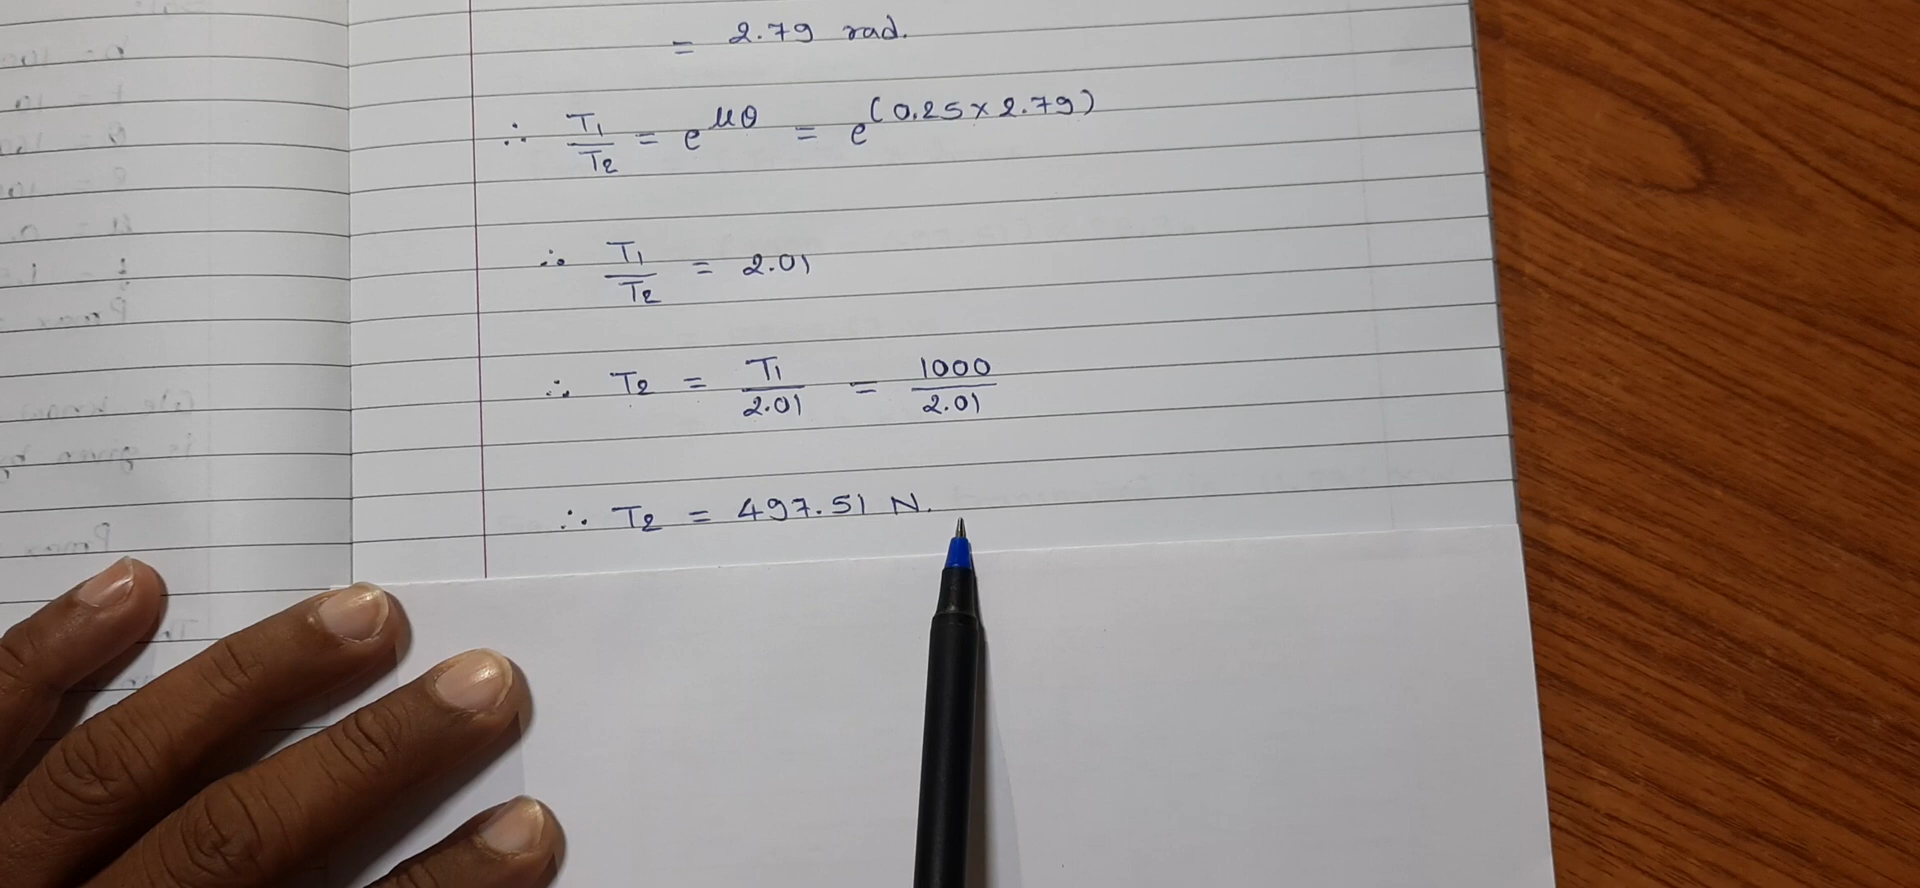 = 2.79 rad.
∴ T1/T2 = e^μθ = e^(0.25×2.79)
∴ T1/T2 = 2.01
∴ T2 = T1/2.01 = 1000/2.01
∴ T2 = 497.51 N.